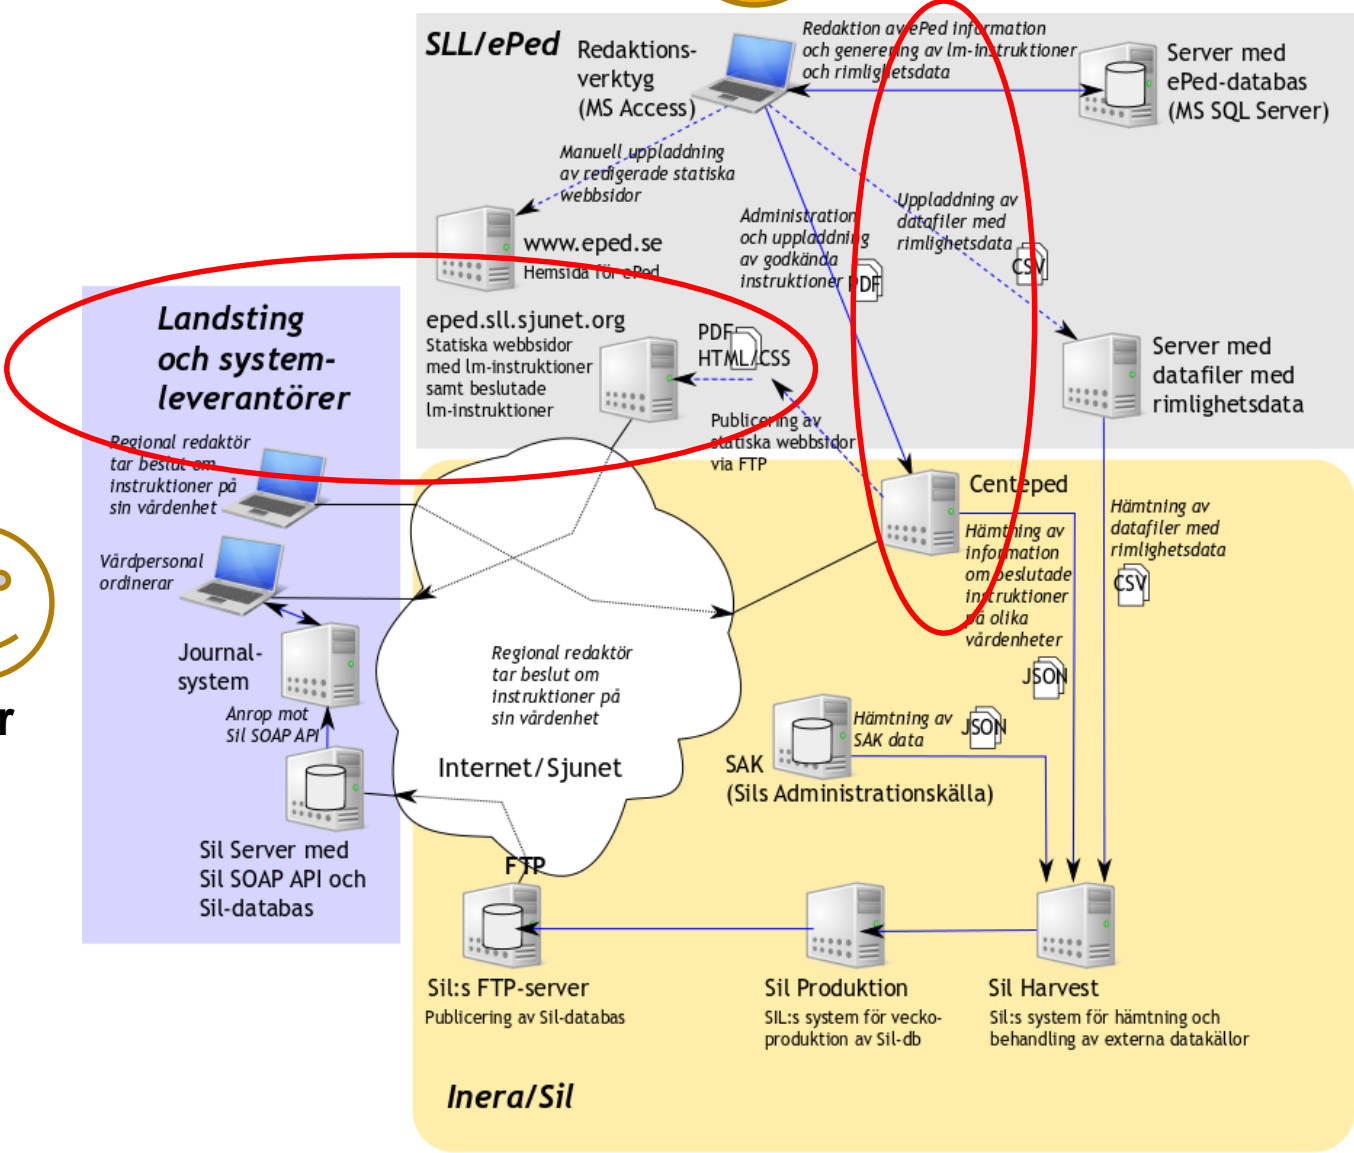 SLL/ePed
Redaktions-
verktyg
(MS Access)
Redaktion av ePed information
och generering av lm-instruktioner
och rimlighetsdata
Server med
ePed-databas
(MS SQL Server)
Manuell uppladdning
av redigerade statiska
webbsidor
www.eped.se
Hemsida för ePed
Administration
och uppladdning
av godkända
instruktioner
PDF
Uppladdning av
datafiler med
rimlighetsdata
CSV
eped.sll.sjunet.org
Statiska webbsidor
med lm-instruktioner
samt beslutade
lm-instruktioner
PDF
HTML/CSS
Publicering av
statiska webbsidor
via FTP
Server med
datafiler med
rimlighetsdata
Landsting
och system-
leverantörer
Regional redaktör
tar beslut om
instruktioner på
sin vårdenhet
Vårdpersonal
ordinerar
Journal-
system
Anrop mot
Sil SOAP API
Sil Server med
Sil SOAP API och
Sil-databas
r
Regional redaktör
tar beslut om
instruktioner på
sin vårdenhet
Internet/Sjunet
FTP
Centeped
Hämtning av
information
om beslutade
instruktioner
på olika
vårdenheter
JSON
Hämtning av
datafiler med
rimlighetsdata
CSV
Hämtning av
SAK data
JSON
SAK
(Sils Administrationskälla)
Sil:s FTP-server
Publicering av Sil-databas
Sil Produktion
SIL:s system för vecko-
produktion av Sil-db
Sil Harvest
Sil:s system för hämtning och
behandling av externa datakällor
Inera/Sil